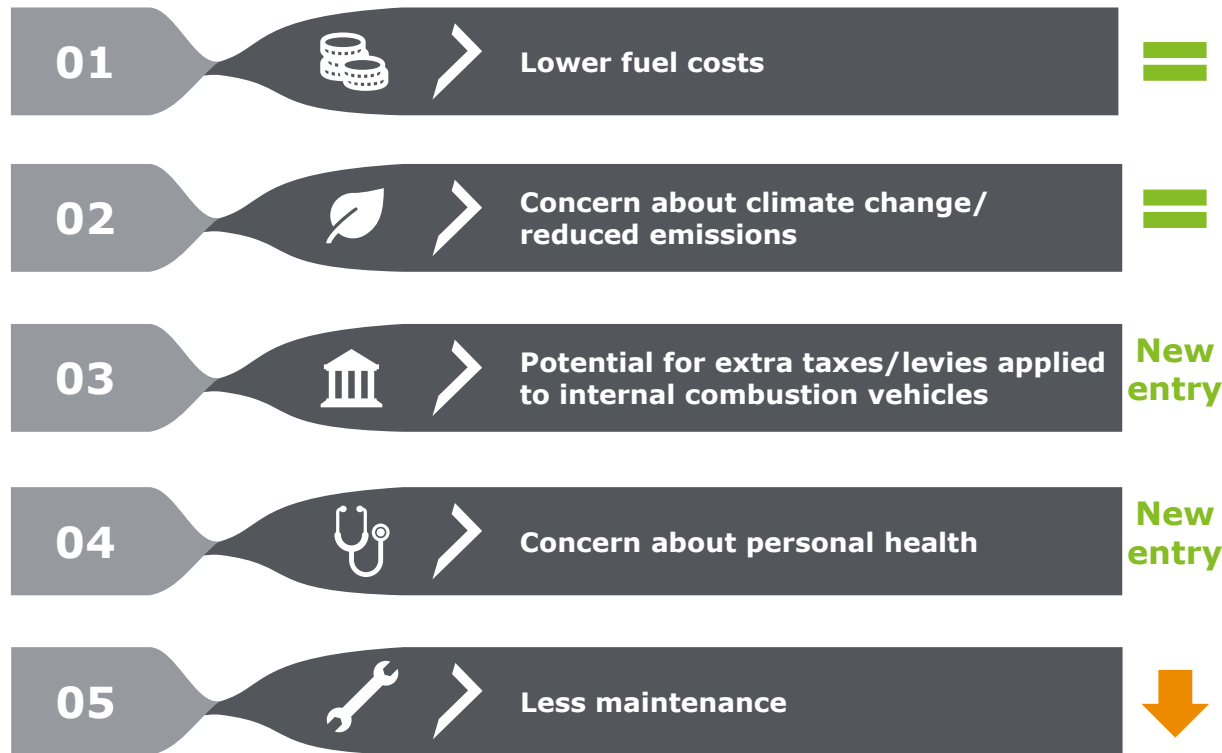 01
Lower fuel costs
02
Concern about climate change/
reduced emissions
03
Potential for extra taxes/levies applied
to internal combustion vehicles
New
entry
04
Concern about personal health
New
entry
05
Less maintenance